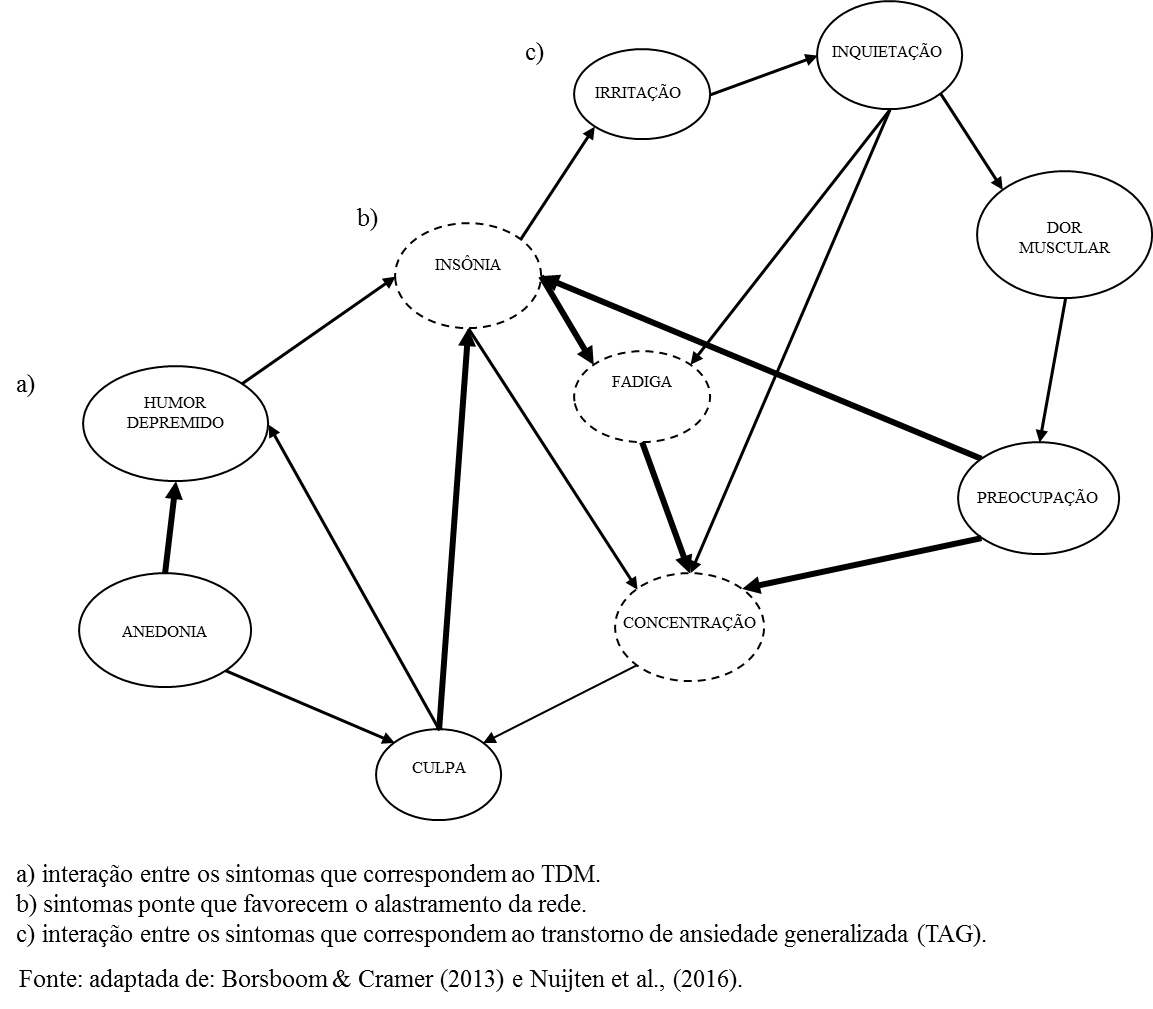 c)
INQUIETAÇÃO
IRRITAÇÃO
b)
DOR
MUSCULAR
INSÔNIA
a)
FADIGA
HUMOR
DEPREMIDO
PREOCUPAÇÃO
ANEDONIA
CONCENTRAÇÃO
CULPA
a) interação entre os sintomas que correspondem ao TDM.
b) sintomas ponte que favorecem o alastramento da rede.
c) interação entre os sintomas que correspondem ao transtorno de ansiedade generalizada (TAG).
Fonte: adaptada de: Borsboom & Cramer (2013) e Nuijten et al., (2016).